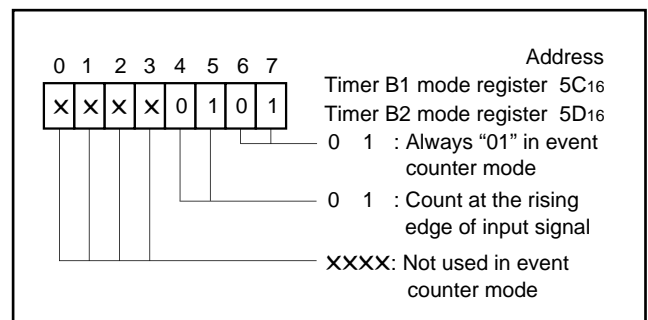 Address
0 1 2 3 4 5 6 7
Timer B1 mode register 5C16
× × × × 0 1 0 1
Timer B2 mode register 5D16
0 1 : Always “01” in event
counter mode
0 1 : Count at the rising
edge of input signal
××××: Not used in event
counter mode